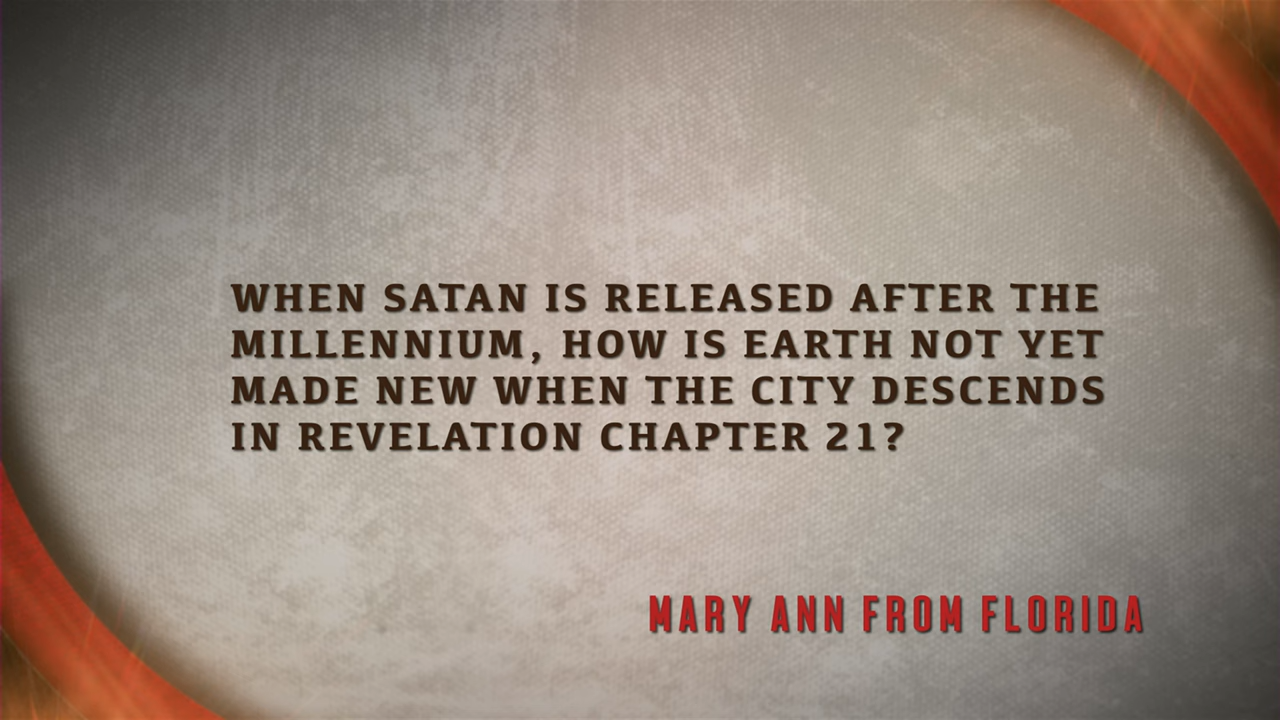 WHEN SATAN IS RELEASED AFTER THE
MILLENNIUM, HOW IS EARTH NOT YET
MADE NEW WHEN THE CITY DESCENDS
IN REVELATION CHAPTER 21?
MARY ANN FROM FLORIDA